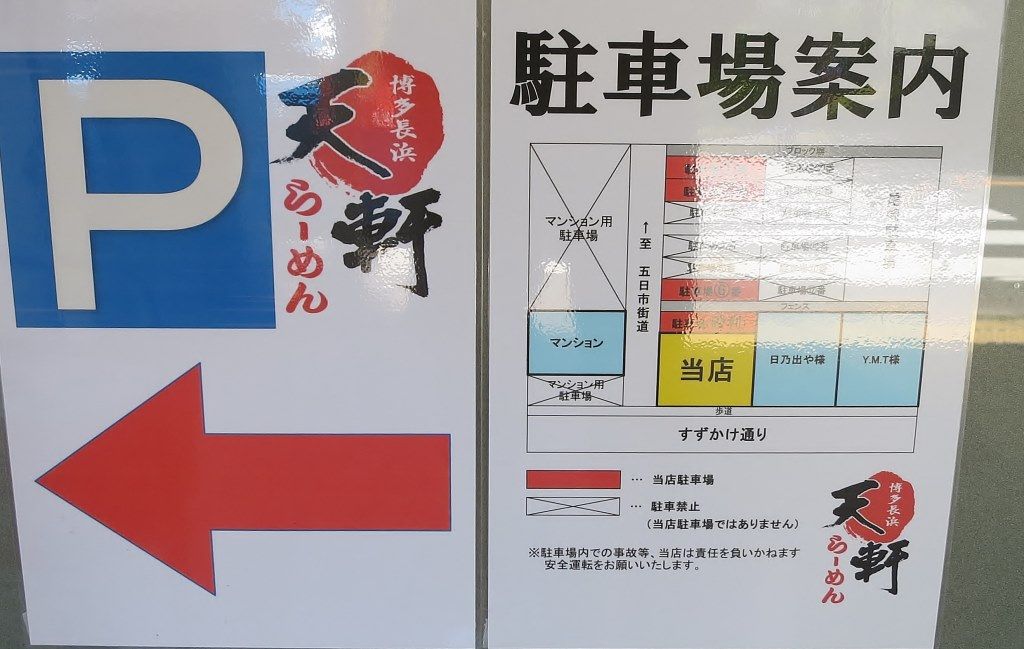 P
博多長浜
天軒
らーめん
駐車場案内
ブロック塀
マンション用
駐車場
↑至 五日市街道
フェンス
マンション
当店
日乃出や様
Y.M.T様
マンション用
駐車場
歩道
すずかけ通り
… 当店駐車場
… 駐車禁止
（当店駐車場ではありません）
※駐車場内での事故等、当店は責任を負いかねます
安全運転をお願いいたします。
博多長浜
天軒
らーめん